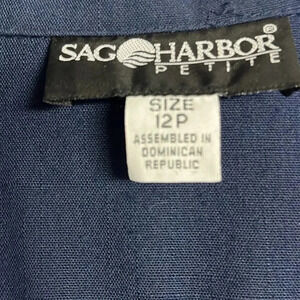 SAG HARBOR
PETITE
SIZE
12P
ASSEMBLED IN
DOMINICAN
REPUBLIC